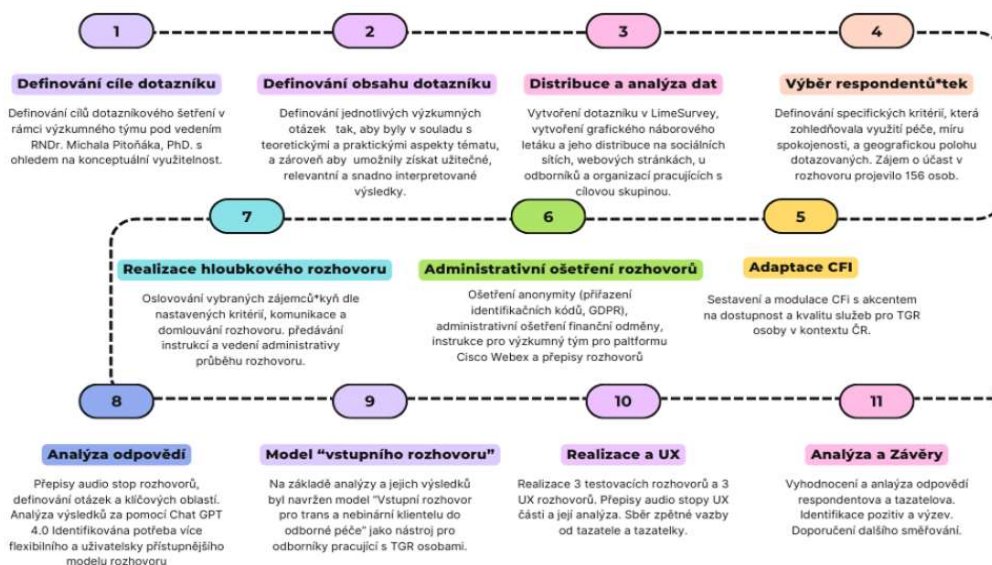 1
Definování cíle dotazníku
Definování cílů dotazníkového šetření v
rámci výzkumného týmu pod vedením
RNDr. Michala Pitoňáka, PhD. s
ohledem na konceptuální využitelnost.
2
Definování obsahu dotazníku
Definování jednotlivých výzkumných
otázek tak, aby byly v souladu s
teoretickými a praktickými aspekty tématu,
a zároveň aby umožnily získat užitečné,
relevantní a snadno interpretované
výsledky.
3
Distribuce a analýza dat
Vytvoření dotazníku v LimeSurvey,
vytvoření grafického náborového
letáku a jeho distribuce na sociálních
sítích, webových stránkách, u
odborníků a organizací pracujících s
cílovou skupinou.
4
Výběr respondentů*tek
Definování specifických kritérií, která
zohledňovala využití péče, míru
spokojenosti, a geografickou polohu
dotazovaných. Zájem o účast v
rozhovoru projevilo 156 osob.
5
Adaptace CFI
Sestavení a modulace CFi s akcentem
na dostupnost a kvalitu služeb pro TGR
osoby v kontextu ČR.
6
Administrativní ošetření rozhovorů
Ošetření anonymity (přiřazení
identifikačních kódů, GDPR),
administrativní ošetření finanční odměny,
instrukce pro výzkumný tým pro paltformu
Cisco Webex a přepisy rozhovorů
7
Realizace hloubkového rozhovoru
Oslovování vybraných zájemců*kyň dle
nastavených kritérií, komunikace a
domlouvání rozhovoru. předávání
instrukcí a vedení administrativy
průběhu rozhovoru.
8
Analýza odpovědí
Přepisy audio stop rozhovorů,
definování otázek a klíčových oblastí.
Analýza výsledků za pomocí Chat GPT
4.0 Identifikována potřeba více
flexibilního a uživatelsky přístupnějšího
modelu rozhovoru
9
Model “vstupního rozhovoru”
Na základě analýzy a jejich výsledků
byl navržen model "Vstupní rozhovor
pro trans a nebinární klientelu do
odborné péče" jako nástroj pro
odborníky pracující s TGR osobami.
10
Realizace a UX
Realizace 3 testovacích rozhovorů a 3
UX rozhovorů. Přepisy audio stopy UX
části a její analýza. Sběr zpětné vazby
od tazatele a tazatelky.
11
Analýza a Závěry
Vyhodnocení a anlaýza odpovědí
respondentova a tazatelova.
Identifikace pozitiv a výzev.
Doporučení dalšího směřování.